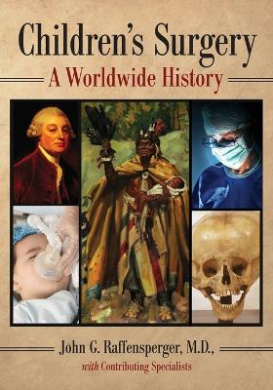 Children's Surgery
A Worldwide History
John G. Raffensperger, M.D.,
with Contributing Specialists